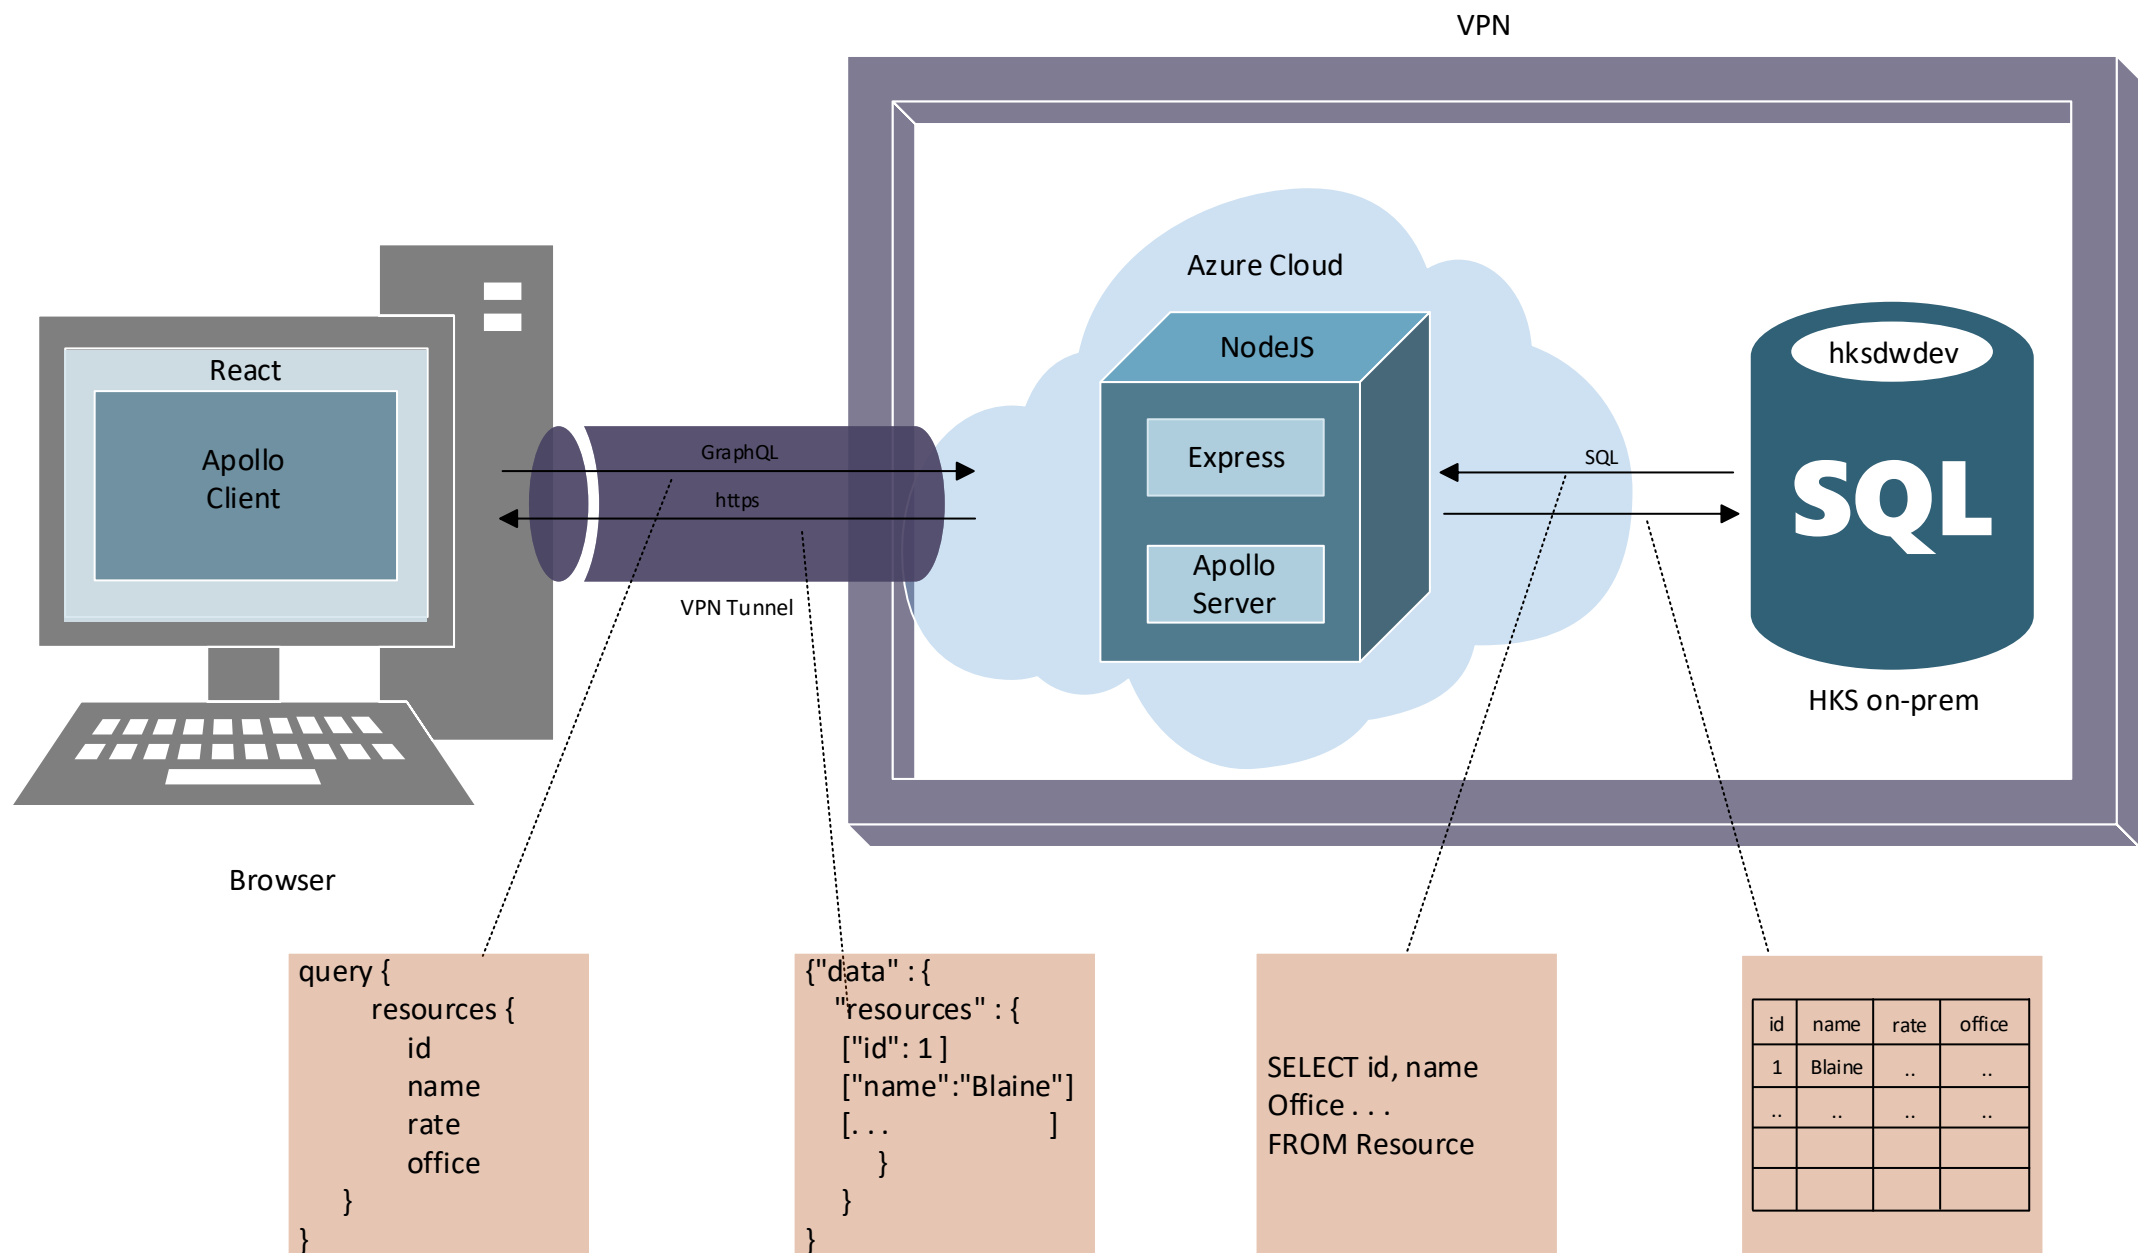 VPN
Azure Cloud
NodeJS
hksdwdev
React
Apollo
Client
GraphQL
https
Express
SQL
SQL
Apollo
Server
VPN Tunnel
HKS on-prem
Browser
query {
resources {
id
name
rate
office
}
}
{"data" : {
"resources" : {
["id": 1 ]
["name":"Blaine"]
[. . . ]
}
}
}
SELECT id, name
Office . . .
FROM Resource
id name rate office
1 Blaine .. ..
.. .. .. ..